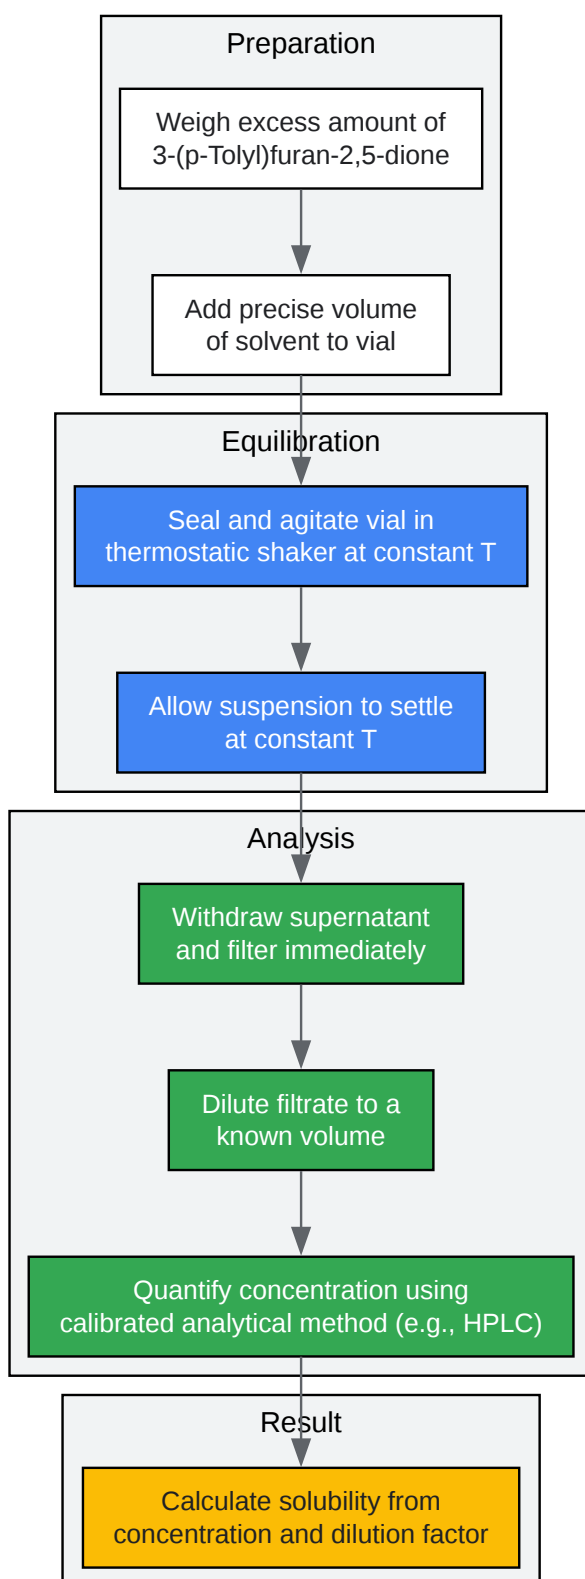 Preparation
Weigh excess amount of
3-(p-Tolyl)furan-2,5-dione
Add precise volume
of solvent to vial
Equilibration
Seal and agitate vial in
thermostatic shaker at constant T
Allow suspension to settle
at constant T
Analysis
Withdraw supernatant
and filter immediately
Dilute filtrate to a
known volume
Quantify concentration using
calibrated analytical method (e.g., HPLC)
Result
Calculate solubility from
concentration and dilution factor